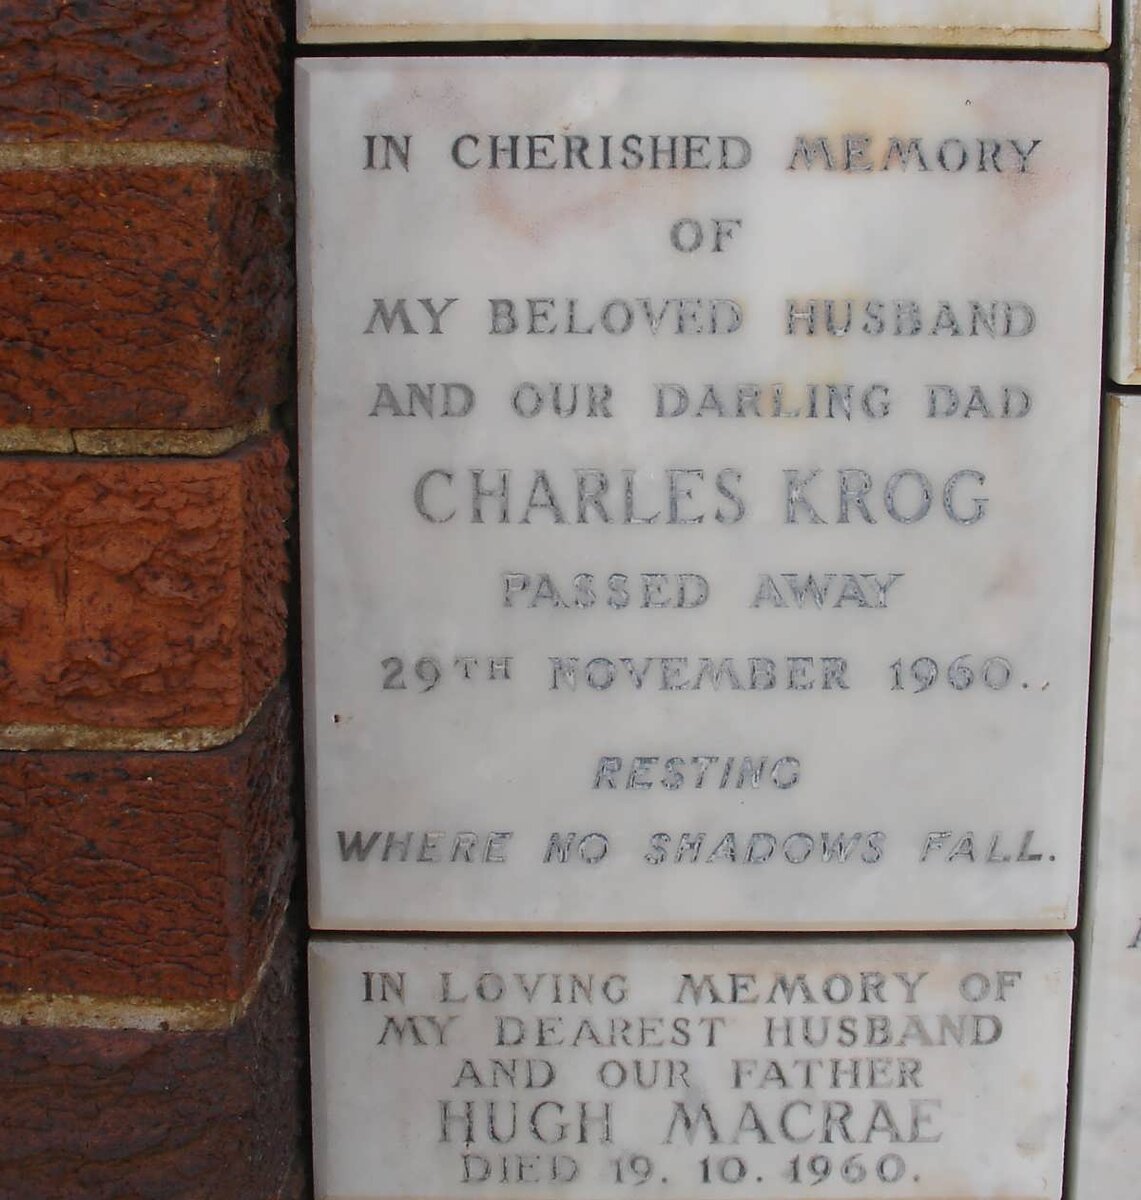 IN CHERISHED MEMORY
OF
MY BELOVED HUSBAND
AND OUR DARLING DAD
CHARLES KROG
PASSED AWAY
29TH NOVEMBER 1960.
RESTING
WHERE NO SHADOWS FALL.
IN LOVING MEMORY OF
MY DEAREST HUSBAND
AND OUR FATHER
HUGH MACRAE
DIED 19. 10. 1960.